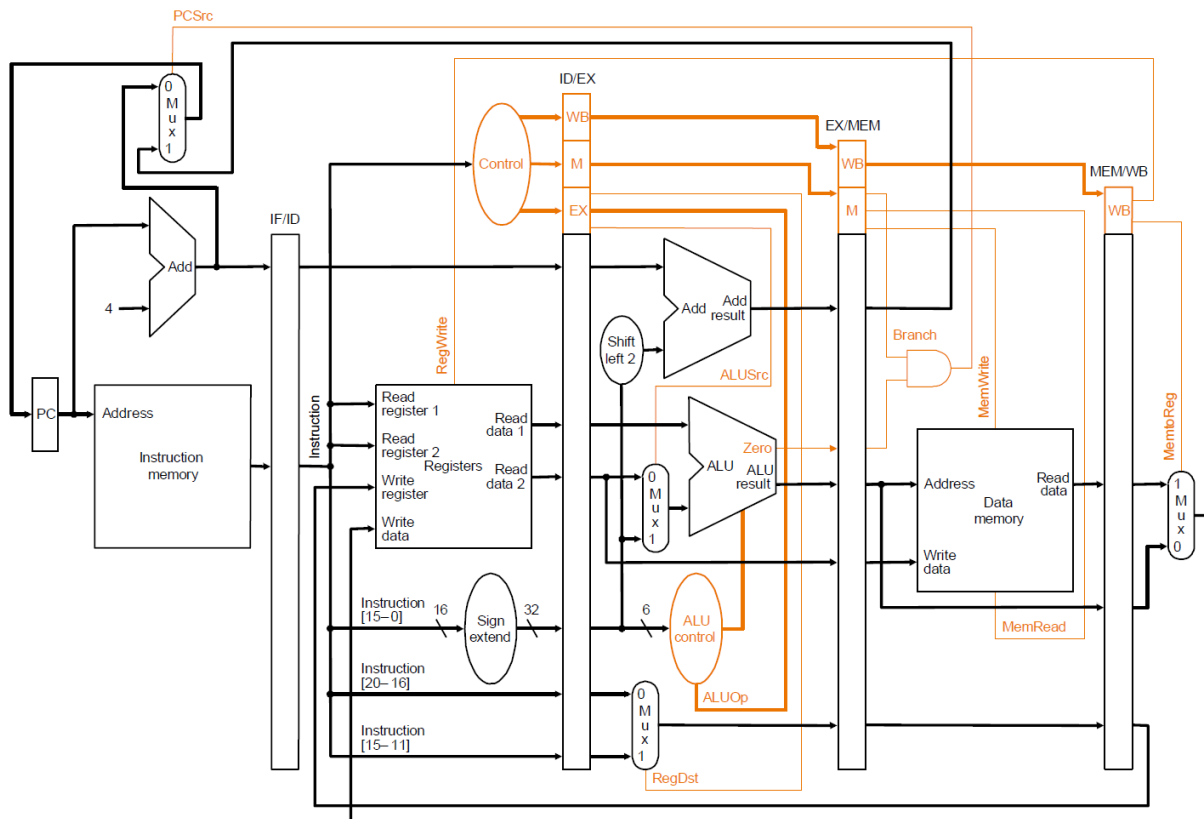 PCSrc
ID/EX
0
M
u
x
1
WB
EX/MEM
Control
M
WB
MEM/WB
IF/ID
EX
M
WB
Add
4
Add
Add
result
Shift
left 2
RegWrite
ALUSrc
Branch
MemWrite
MemtoReg
PC
Address
Instruction
memory
Instruction
Read
register 1
Read
register 2
Write
register
Write
data
Registers
Read
data 1
Read
data 2
0
M
u
x
1
ALU
Zero
ALU
result
Address
Write
data
Data
memory
Read
data
1
M
u
x
0
Instruction
[15–0]
16
Sign
extend
32
6
ALU
control
MemRead
Instruction
[20–16]
0
M
u
x
1
ALUOp
Instruction
[15–11]
RegDst